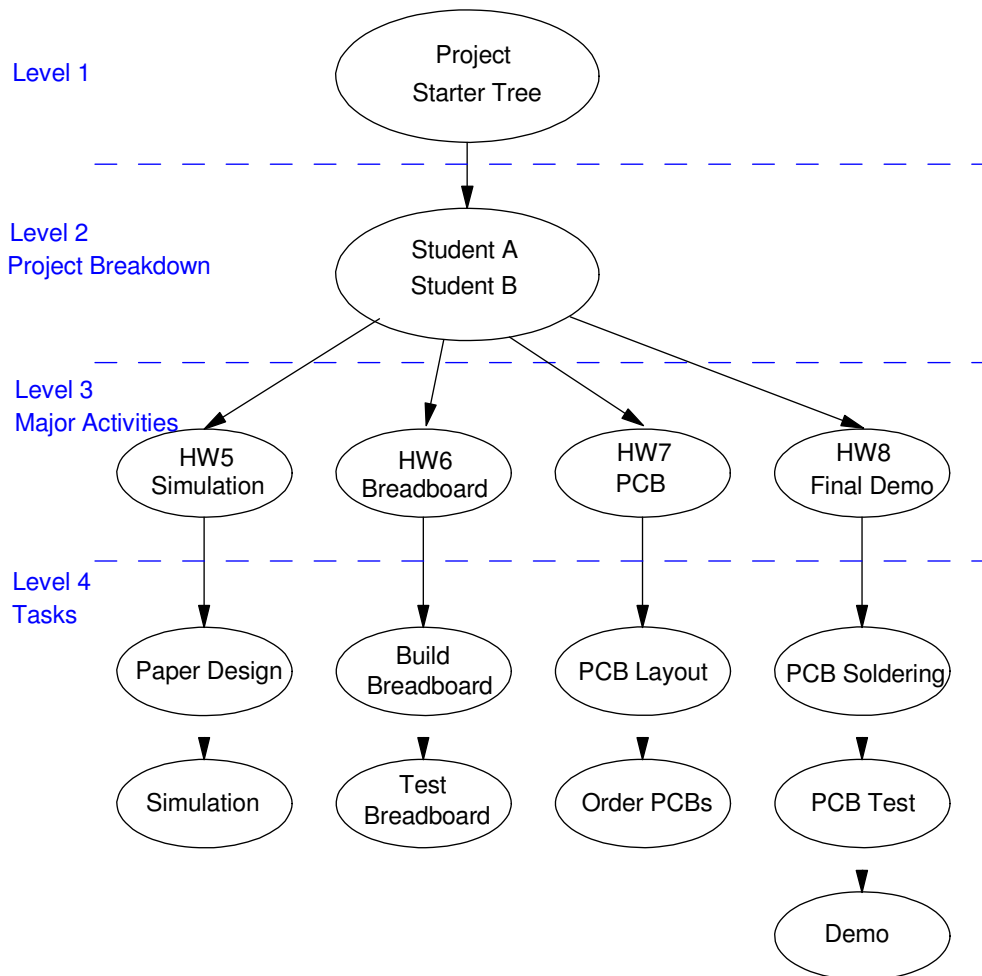 Level 1
Project
Starter Tree
Level 2
Project Breakdown
Student A
Student B
Level 3
Major Activities
HW5
Simulation
HW6
Breadboard
HW7
PCB
HW8
Final Demo
Level 4
Tasks
Paper Design
Build
Breadboard
PCB Layout
PCB Soldering
Simulation
Test
Breadboard
Order PCBs
PCB Test
Demo